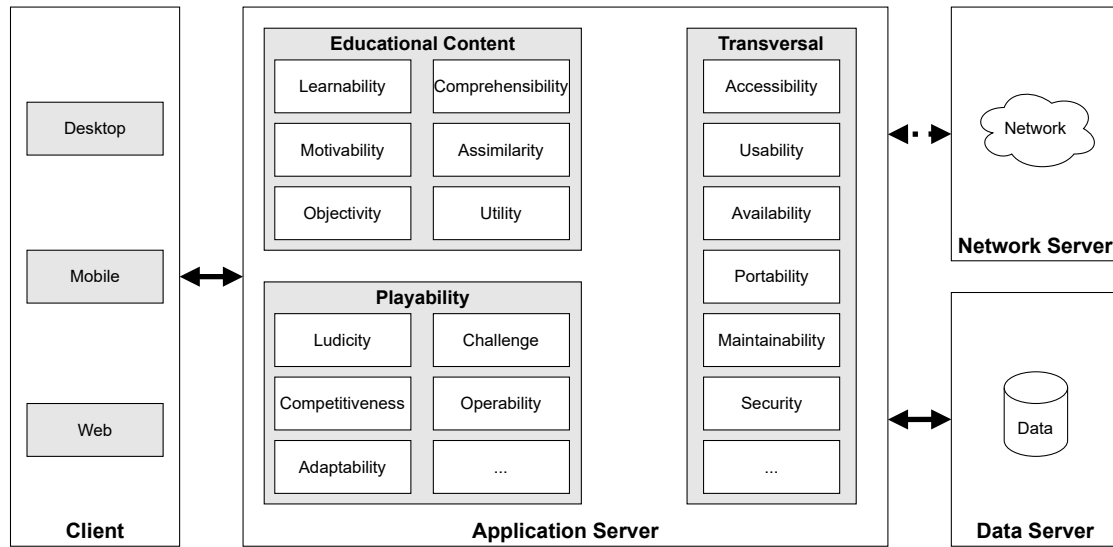 Desktop
Mobile
Web
Client
Educational Content
Learnability
Comprehensibility
Motivability
Assimilarity
Objectivity
Utility
Playability
Ludicity
Challenge
Competitiveness
Operability
Adaptability
...
Transversal
Accessibility
Usability
Availability
Portability
Maintainability
Security
...
Application Server
Network
Network Server
Data
Data Server